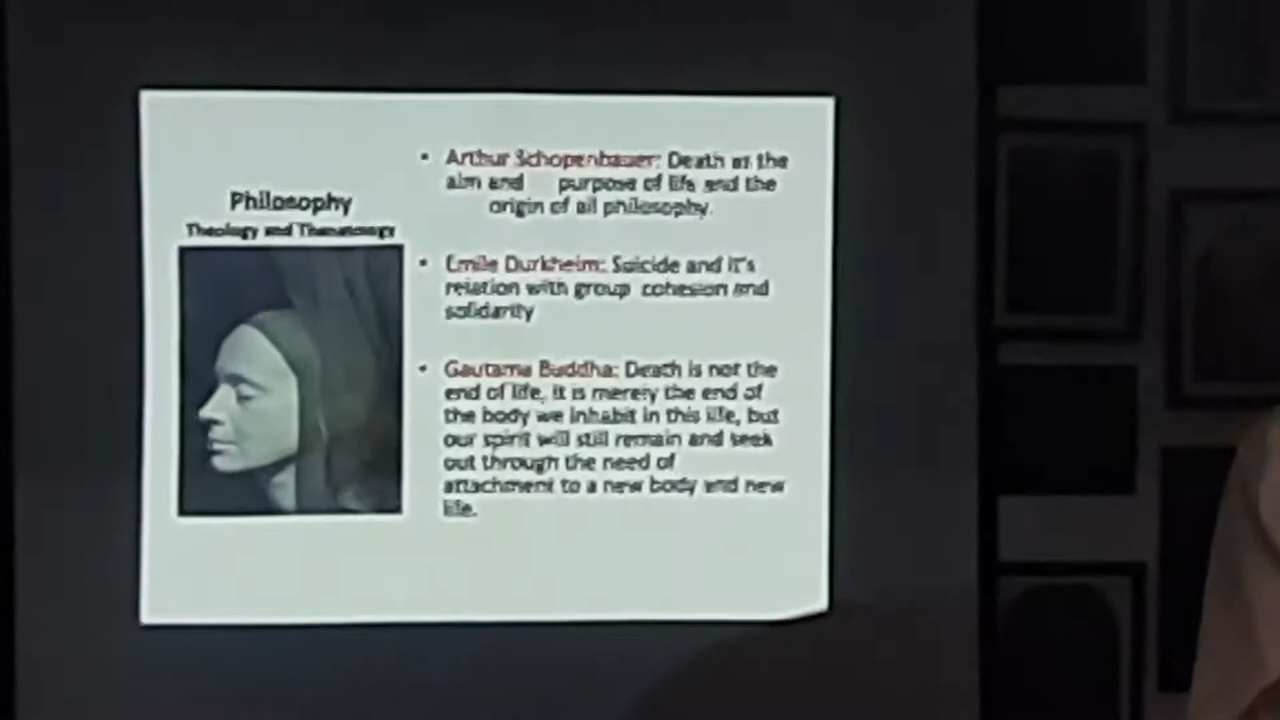 Philosophy
Theology and Thanatology
• Arthur Schopenhauer: Death as the
aim and purpose of life and the
origin of all philosophy.
• Emile Durkheim: Suicide and it's
relation with group cohesion and
solidarity
• Gautama Buddha: Death is not the
end of life, it is merely the end of
the body we inhabit in this life, but
our spirit will still remain and seek
out through the need of
attachment to a new body and new
life.